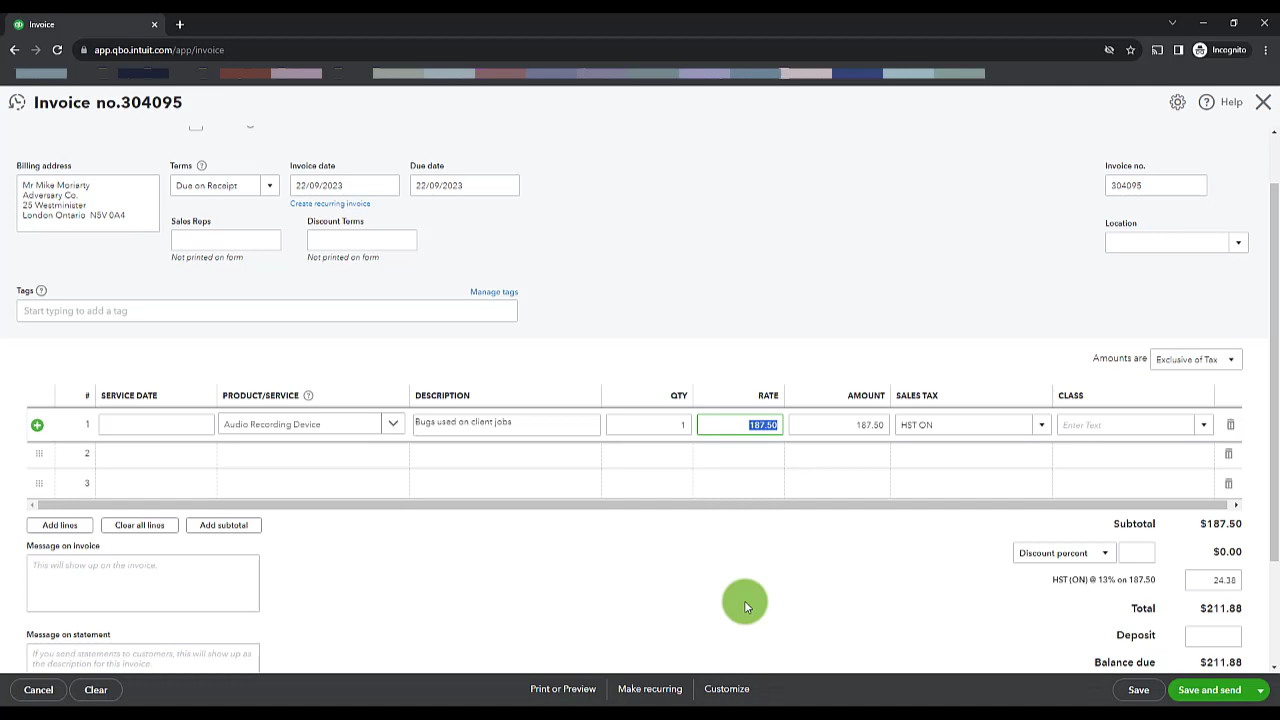 Invoice
app.qbo.intuit.com/app/invoice
Incognito
Invoice no.304095
Help
Billing address
Terms
Invoice date
Due date
Invoice no.
Mr Mike Moriarty
Adversary Co.
25 Westminister
London Ontario N5V 0A4
Due on Receipt
22/09/2023
22/09/2023
304095
Create recurring invoice
Sales Reps
Discount Terms
Location
Not printed on form
Not printed on form
Tags
Manage tags
Start typing to add a tag
Amounts are
Exclusive of Tax
# SERVICE DATE PRODUCT/SERVICE DESCRIPTION QTY RATE AMOUNT SALES TAX CLASS
1 Audio Recording Device Bugs used on client jobs 1 187.50 187.50 HST ON Enter Text
2
3
Add lines
Clear all lines
Add subtotal
Subtotal $187.50
Message on invoice
This will show up on the invoice.
Discount percent $0.00
HST (ON) @ 13% on 187.50 24.38
Total $211.88
Message on statement
Deposit
If you send statements to customers, this will show up as
the description for this invoice.
Balance due $211.88
Cancel
Clear
Print or Preview
Make recurring
Customize
Save
Save and send